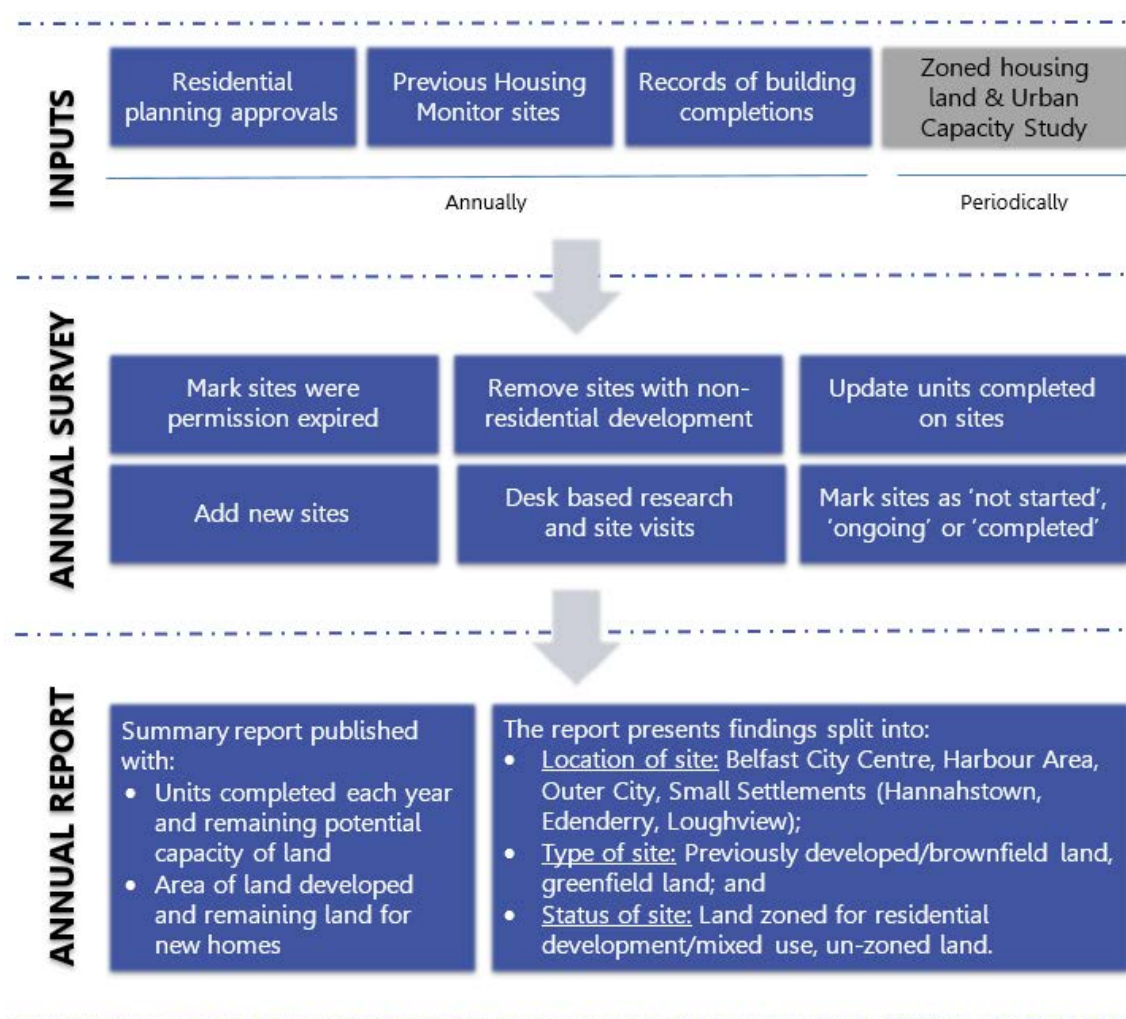 INPUTS
Residential
planning approvals
Previous Housing
Monitor sites
Records of building
completions
Zoned housing
land & Urban
Capacity Study
Annually
Periodically
ANNUAL SURVEY
Mark sites were
permission expired
Remove sites with non-
residential development
Update units completed
on sites
Add new sites
Desk based research
and site visits
Mark sites as ‘not started’,
‘ongoing’ or ‘completed’
ANNUAL REPORT
Summary report published
with:
• Units completed each year
and remaining potential
capacity of land
• Area of land developed
and remaining land for
new homes
The report presents findings split into:
• Location of site: Belfast City Centre, Harbour Area,
Outer City, Small Settlements (Hannahstown,
Edenderry, Loughview);
• Type of site: Previously developed/brownfield land,
greenfield land; and
• Status of site: Land zoned for residential
development/mixed use, un-zoned land.